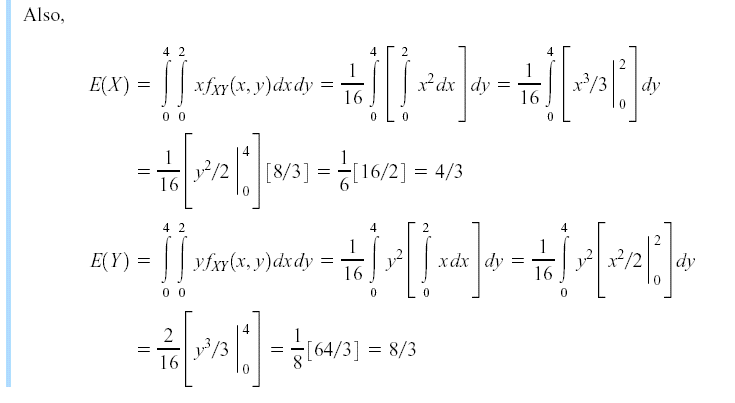 Also,
E(X) = ∫₀⁴ ∫₀² x f_XY(x, y) dx dy = 1/16 ∫₀⁴ [ ∫₀² x² dx ] dy = 1/16 ∫₀⁴ [ x³/3 |₀² ] dy
= 1/16 [ y²/2 |₀⁴ ] [8/3] = 1/6 [16/2] = 4/3
E(Y) = ∫₀⁴ ∫₀² y f_XY(x, y) dx dy = 1/16 ∫₀⁴ y² [ ∫₀² x dx ] dy = 1/16 ∫₀⁴ y² [ x²/2 |₀² ] dy
= 2/16 [ y³/3 |₀⁴ ] = 1/8 [64/3] = 8/3